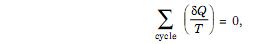 ∑ (δQ/T) = 0,
cycle